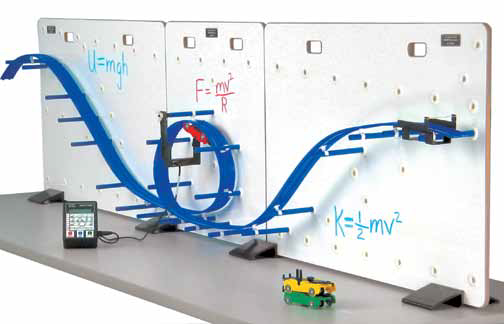 U=mgh
F=mv²
R
K=½mv²